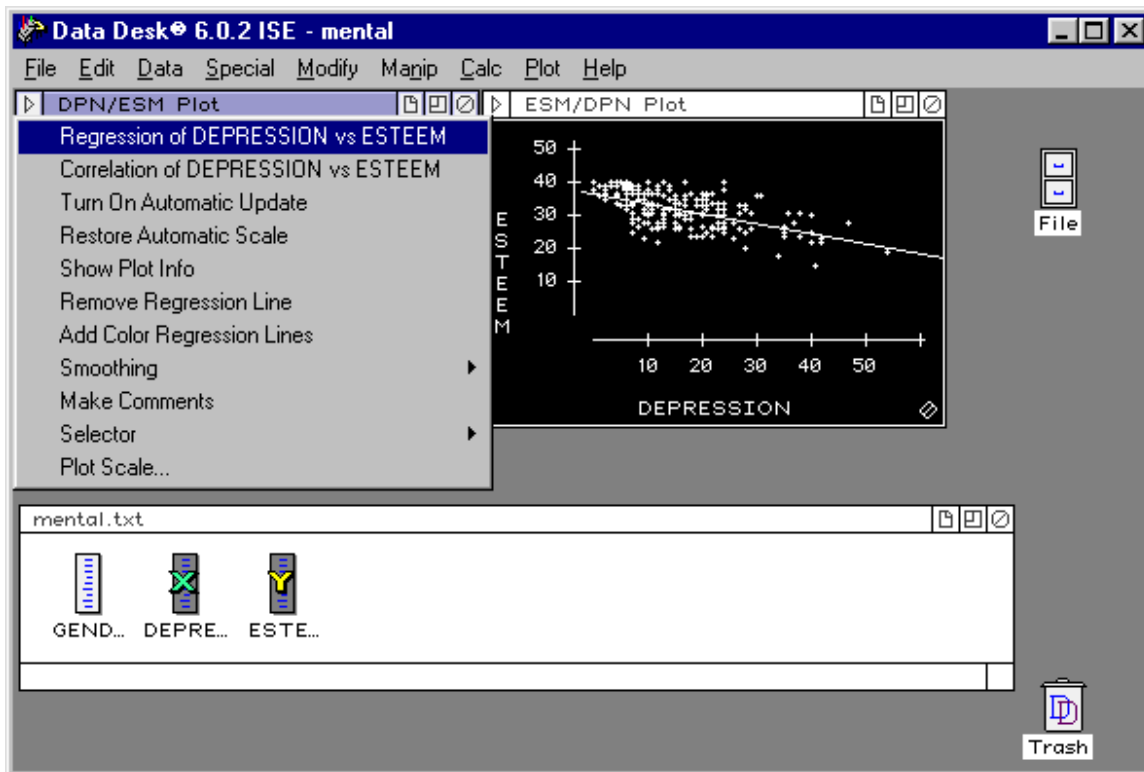 Data Desk® 6.0.2 ISE - mental
File Edit Data Special Modify Manip Calc Plot Help
DPN/ESM Plot
Regression of DEPRESSION vs ESTEEM
Correlation of DEPRESSION vs ESTEEM
Turn On Automatic Update
Restore Automatic Scale
Show Plot Info
Remove Regression Line
Add Color Regression Lines
Smoothing
Make Comments
Selector
Plot Scale...
ESM/DPN Plot
50
40
30
20
10
ESTEEM
10 20 30 40 50
DEPRESSION
File
mental.txt
X Y
GEND... DEPRE... ESTE...
DD
Trash